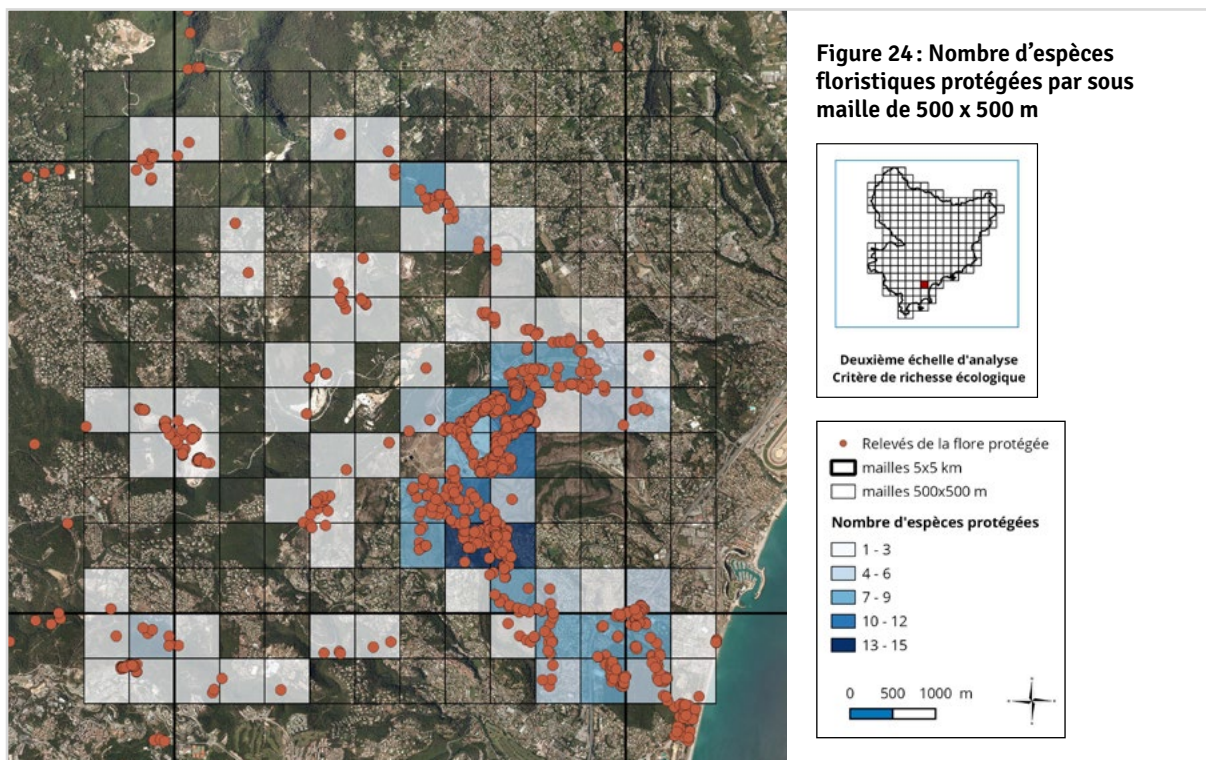 Figure 24 : Nombre d’espèces
floristiques protégées par sous
maille de 500 x 500 m
Deuxième échelle d'analyse
Critère de richesse écologique
Relevés de la flore protégée
mailles 5x5 km
mailles 500x500 m
Nombre d'espèces protégées
1 - 3
4 - 6
7 - 9
10 - 12
13 - 15
0 500 1000 m